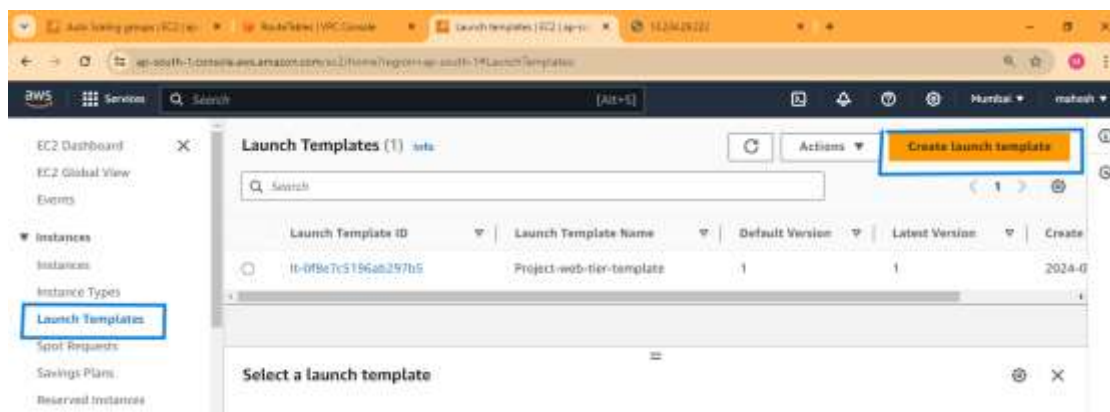 Auto Scaling groups | EC2 | ap-
RouteTables | VPC Console
Launch templates | EC2 | ap-so
ap-south-1.console.aws.amazon.com/ec2/home?region=ap-south-1#LaunchTemplates:
aws
Services
Search
[Alt+S]
Mumbai
mahesh
EC2 Dashboard
EC2 Global View
Events
Instances
Instances
Instance Types
Launch Templates
Spot Requests
Savings Plans
Reserved Instances
Launch Templates (1) Info
Actions
Create launch template
Search
1
Launch Template ID
Launch Template Name
Default Version
Latest Version
Create
lt-0f9e7c5196ab297b5
Project-web-tier-template
1
1
2024-0
Select a launch template